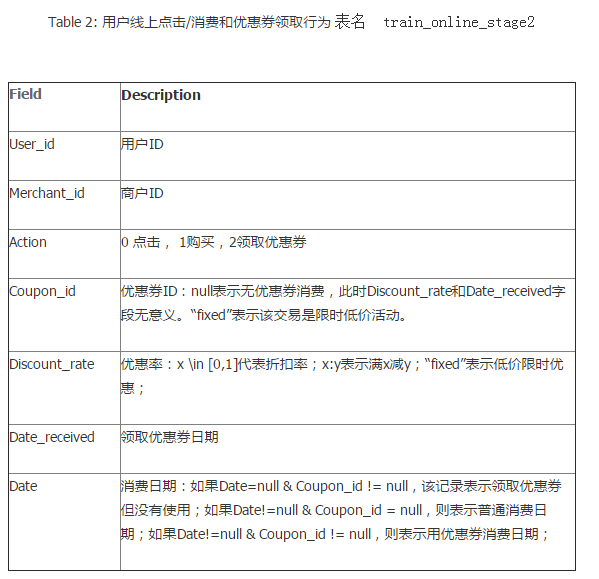 Table 2: 用户线上点击/消费和优惠券领取行为 表名 train_online_stage2
Field Description
User_id 用户ID
Merchant_id 商户ID
Action 0 点击， 1购买，2领取优惠券
Coupon_id 优惠券ID：null表示无优惠券消费，此时Discount_rate和Date_received字
段无意义。“fixed”表示该交易是限时低价活动。
Discount_rate 优惠率：x \in [0,1]代表折扣率；x:y表示满x减y；“fixed”表示低价限时优
惠；
Date_received 领取优惠券日期
Date 消费日期：如果Date=null & Coupon_id != null，该记录表示领取优惠券
但没有使用；如果Date!=null & Coupon_id = null，则表示普通消费日
期；如果Date!=null & Coupon_id != null，则表示用优惠券消费日期；